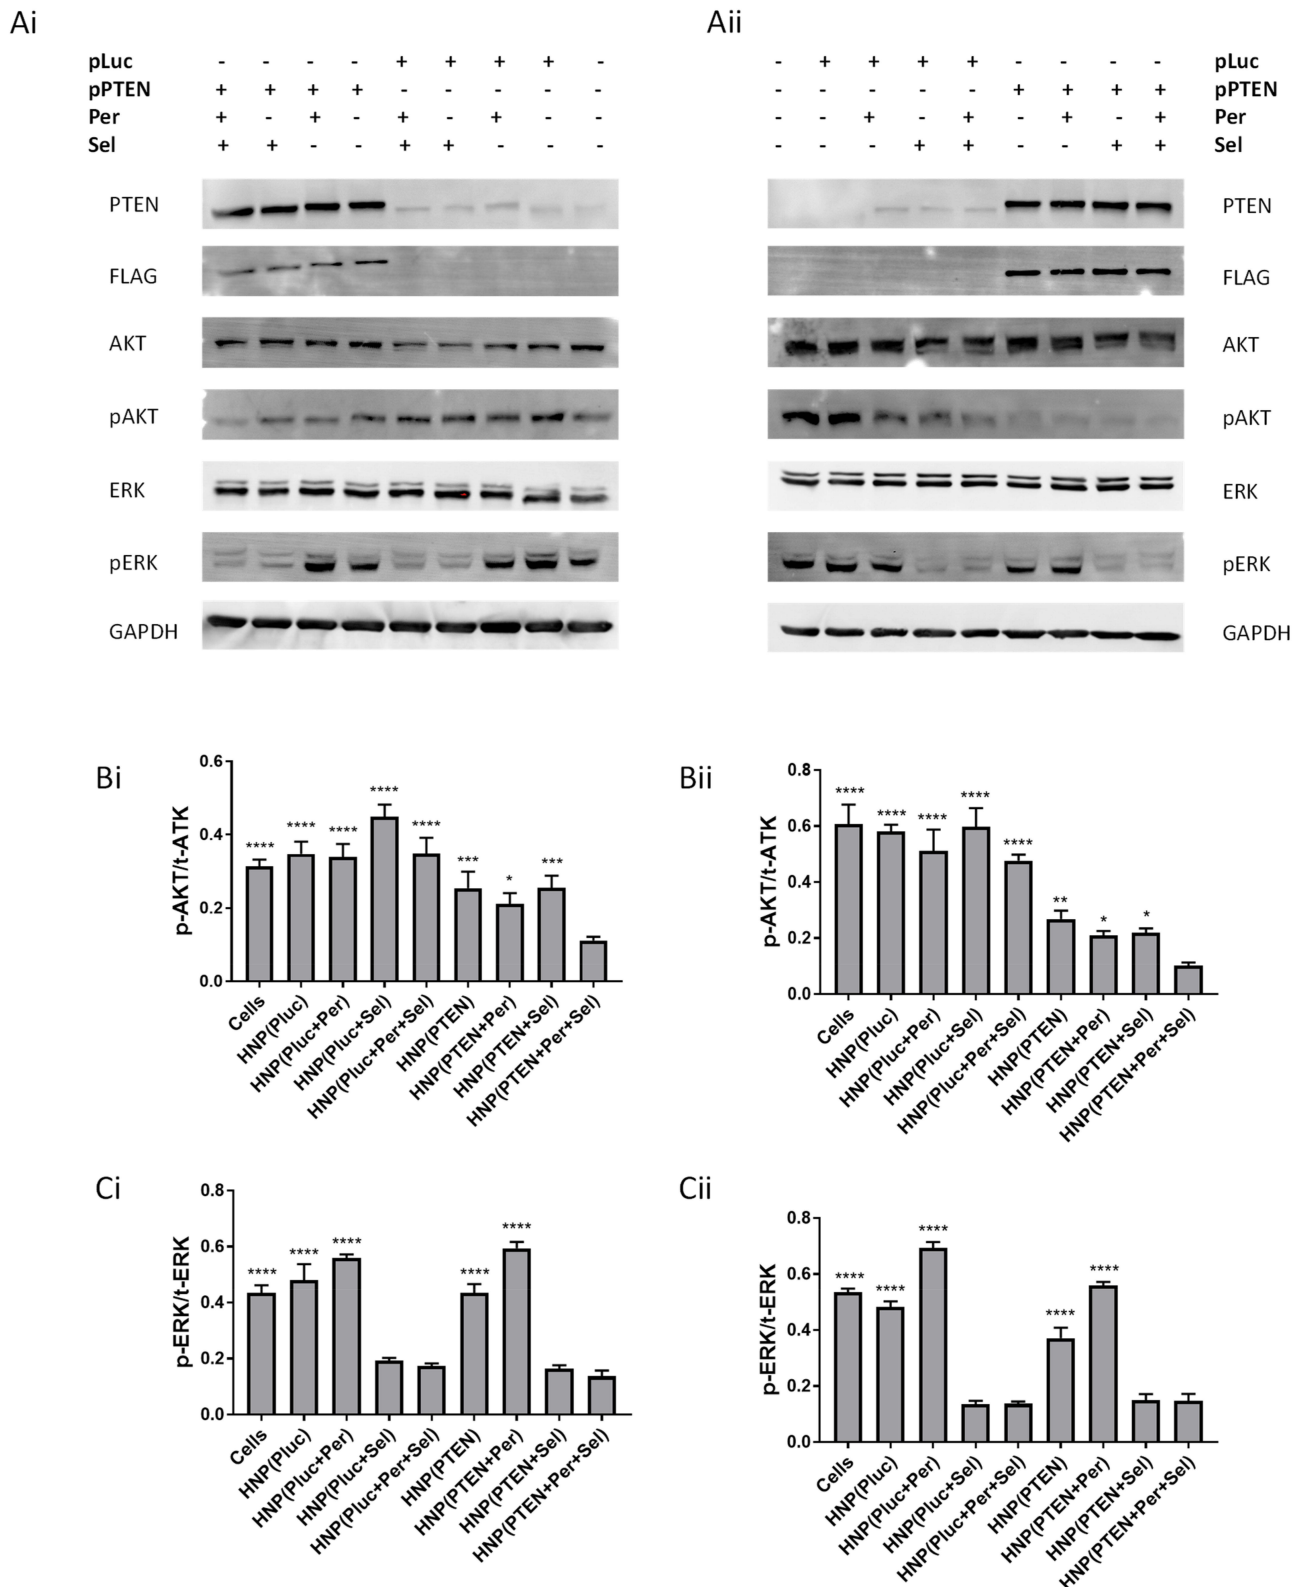 Ai
pLuc - - - - + + + + -
pPTEN + + + + - - - - -
Per + - + - + - + - -
Sel + + - - + + - - -
PTEN
FLAG
AKT
pAKT
ERK
pERK
GAPDH
Aii
- + + + + - - - - pLuc
- - - - - + + + + pPTEN
- - + - + - + - + Per
- - - + + - - + + Sel
PTEN
FLAG
AKT
pAKT
ERK
pERK
GAPDH
Bi
p-AKT/t-ATK
0.6
0.4
0.2
0.0
**** **** **** **** **** *** * ***
Cells
HNP(Pluc)
HNP(Pluc+Per)
HNP(Pluc+Sel)
HNP(Pluc+Per+Sel)
HNP(PTEN)
HNP(PTEN+Per)
HNP(PTEN+Sel)
HNP(PTEN+Per+Sel)
Bii
p-AKT/t-ATK
0.8
0.6
0.4
0.2
0.0
**** **** **** **** **** ** * *
Cells
HNP(Pluc)
HNP(Pluc+Per)
HNP(Pluc+Sel)
HNP(Pluc+Per+Sel)
HNP(PTEN)
HNP(PTEN+Per)
HNP(PTEN+Sel)
HNP(PTEN+Per+Sel)
Ci
p-ERK/t-ERK
0.8
0.6
0.4
0.2
0.0
**** **** **** **** ****
Cells
HNP(Pluc)
HNP(Pluc+Per)
HNP(Pluc+Sel)
HNP(Pluc+Per+Sel)
HNP(PTEN)
HNP(PTEN+Per)
HNP(PTEN+Sel)
HNP(PTEN+Per+Sel)
Cii
p-ERK/t-ERK
0.8
0.6
0.4
0.2
0.0
**** **** **** **** ****
Cells
HNP(Pluc)
HNP(Pluc+Per)
HNP(Pluc+Sel)
HNP(Pluc+Per+Sel)
HNP(PTEN)
HNP(PTEN+Per)
HNP(PTEN+Sel)
HNP(PTEN+Per+Sel)